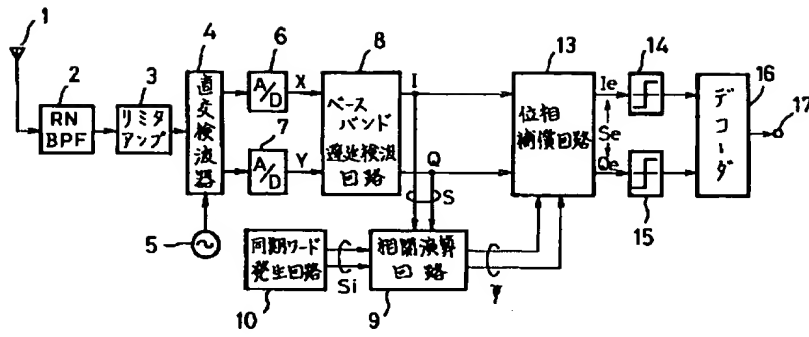 1
2
3
4
6
8
13
14
16
17
RN
BPF
リミタ
アンプ
直交検波器
A/D
X
7
A/D
Y
ベース
バンド
遅延検波
回路
I
Q
S
位相
補償回路
Ie
Se
Qe
デコーダ
15
5
同期ワード
発生回路
10
Si
相関演算
回路
9